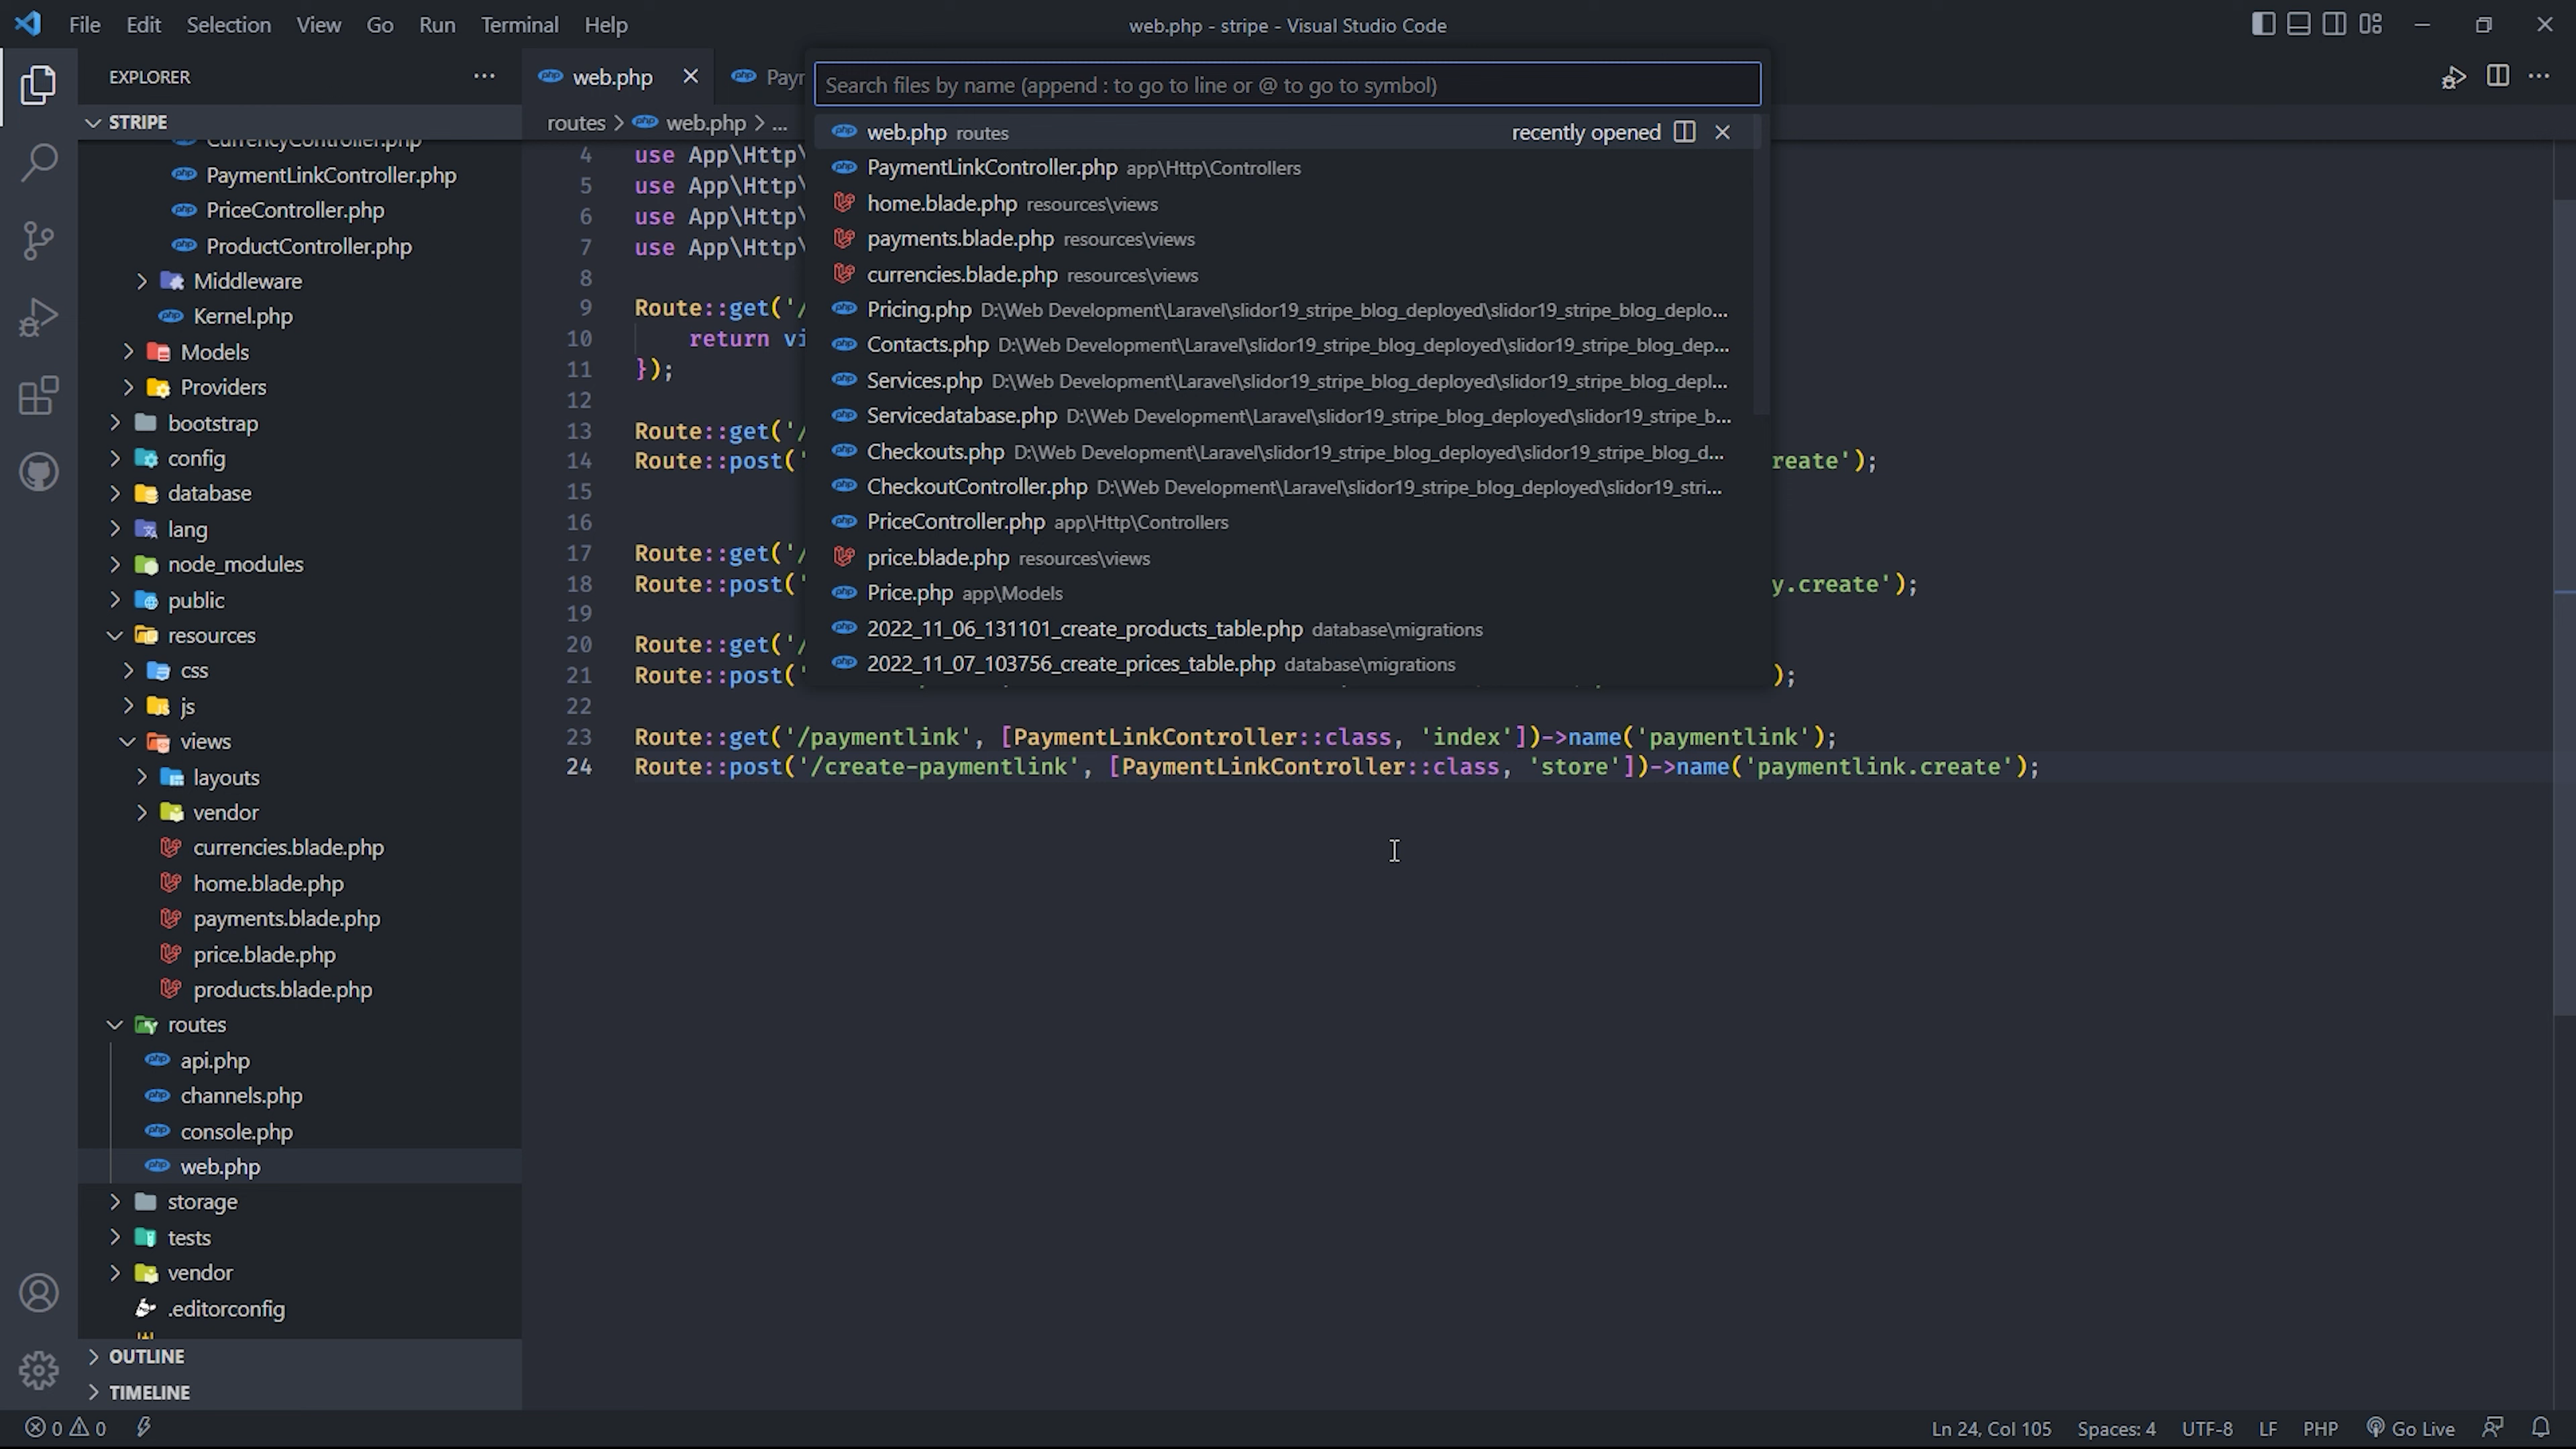 File Edit Selection View Go Run Terminal Help
web.php - stripe - Visual Studio Code
EXPLORER
STRIPE
CurrencyController.php
PaymentLinkController.php
PriceController.php
ProductController.php
Middleware
Kernel.php
Models
Providers
bootstrap
config
database
lang
node_modules
public
resources
css
js
views
layouts
vendor
currencies.blade.php
home.blade.php
payments.blade.php
price.blade.php
products.blade.php
routes
api.php
channels.php
console.php
web.php
storage
tests
vendor
.editorconfig
OUTLINE
TIMELINE
web.php
Payr
routes > web.php > ...
Search files by name (append : to go to line or @ to go to symbol)
web.php routes recently opened
PaymentLinkController.php app\Http\Controllers
home.blade.php resources\views
payments.blade.php resources\views
currencies.blade.php resources\views
Pricing.php D:\Web Development\Laravel\slidor19_stripe_blog_deployed\slidor19_stripe_blog_deplo...
Contacts.php D:\Web Development\Laravel\slidor19_stripe_blog_deployed\slidor19_stripe_blog_dep...
Services.php D:\Web Development\Laravel\slidor19_stripe_blog_deployed\slidor19_stripe_blog_depl...
Servicedatabase.php D:\Web Development\Laravel\slidor19_stripe_blog_deployed\slidor19_stripe_b...
Checkouts.php D:\Web Development\Laravel\slidor19_stripe_blog_deployed\slidor19_stripe_blog_d...
CheckoutController.php D:\Web Development\Laravel\slidor19_stripe_blog_deployed\slidor19_stri...
PriceController.php app\Http\Controllers
price.blade.php resources\views
Price.php app\Models
2022_11_06_131101_create_products_table.php database\migrations
2022_11_07_103756_create_prices_table.php database\migrations
4 use App\Http\
5 use App\Http\
6 use App\Http\
7 use App\Http\
8
9 Route::get('/
10 return vi
11 });
12
13 Route::get('/
14 Route::post(' reate');
15
16
17 Route::get('/
18 Route::post(' y.create');
19
20 Route::get('/
21 Route::post(' );
22
23 Route::get('/paymentlink', [PaymentLinkController::class, 'index'])->name('paymentlink');
24 Route::post('/create-paymentlink', [PaymentLinkController::class, 'store'])->name('paymentlink.create');
0 0
Ln 24, Col 105 Spaces: 4 UTF-8 LF PHP Go Live